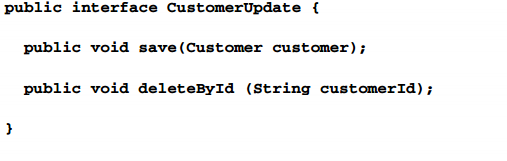 public interface CustomerUpdate {
public void save(Customer customer);
public void deleteById (String customerId);
}